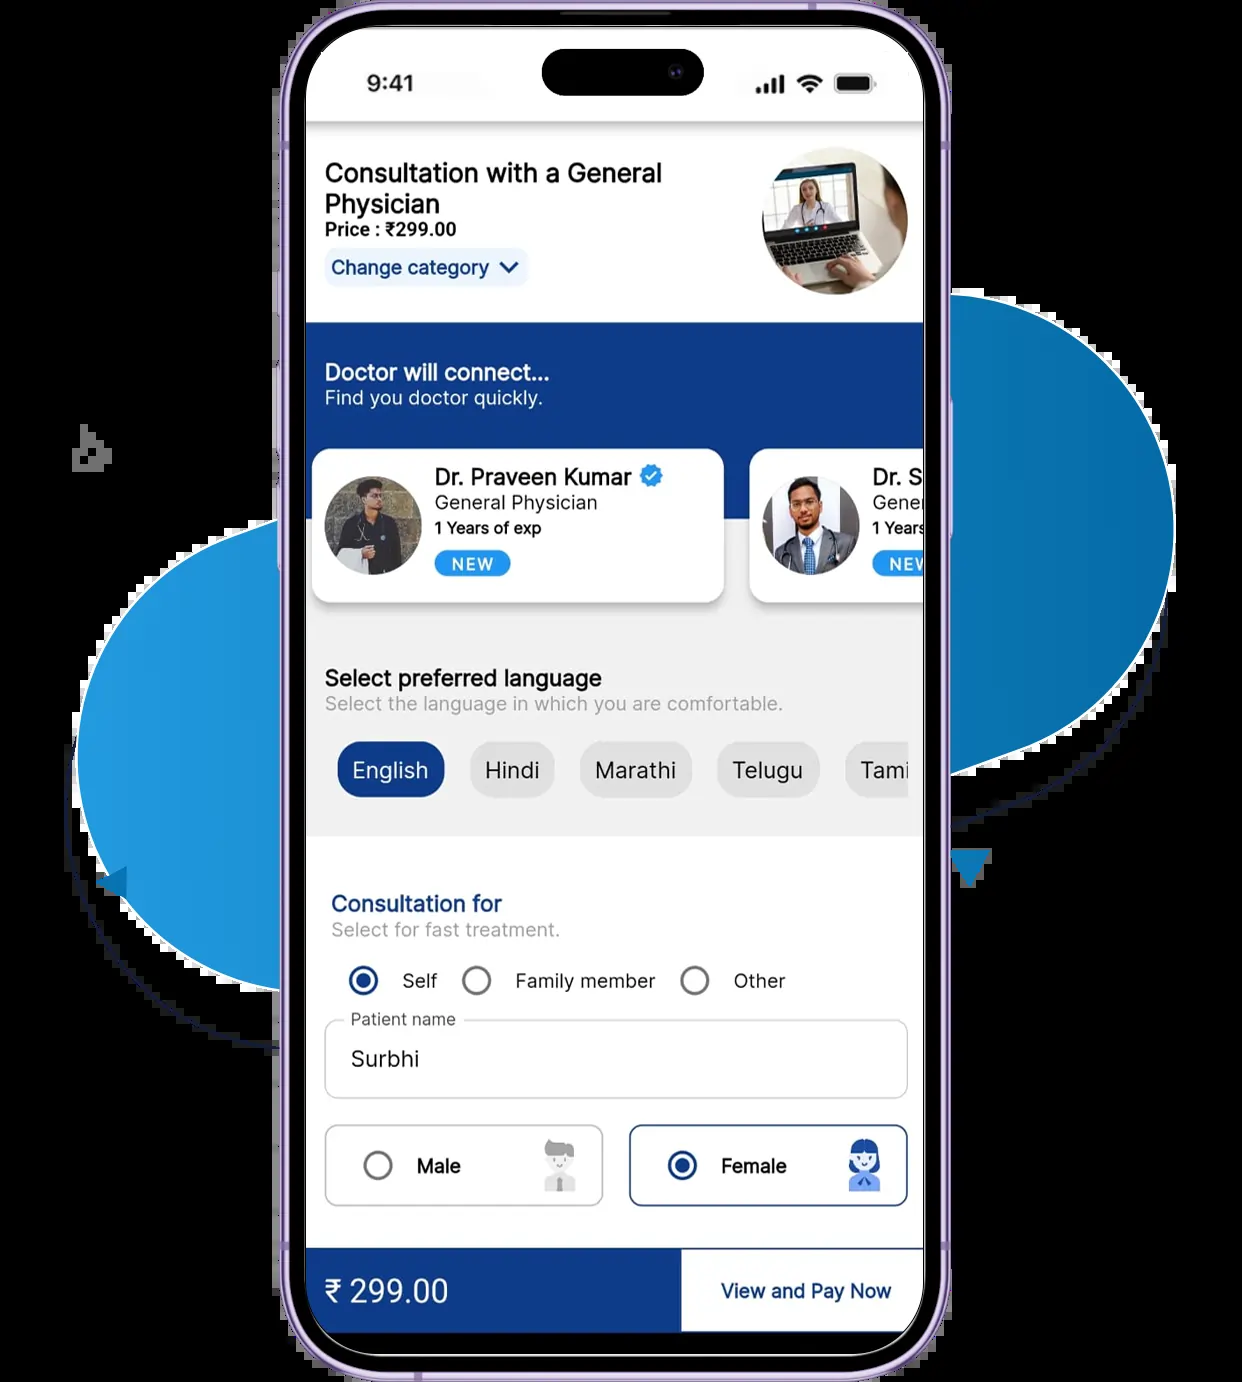 9:41
Consultation with a General
Physician
Price : ₹299.00
Change category
Doctor will connect...
Find you doctor quickly.
Dr. Praveen Kumar
General Physician
1 Years of exp
NEW
Dr. S
Gener
1 Years
NEW
Select preferred language
Select the language in which you are comfortable.
English Hindi Marathi Telugu Tami
Consultation for
Select for fast treatment.
Self Family member Other
Patient name
Surbhi
Male Female
₹ 299.00 View and Pay Now